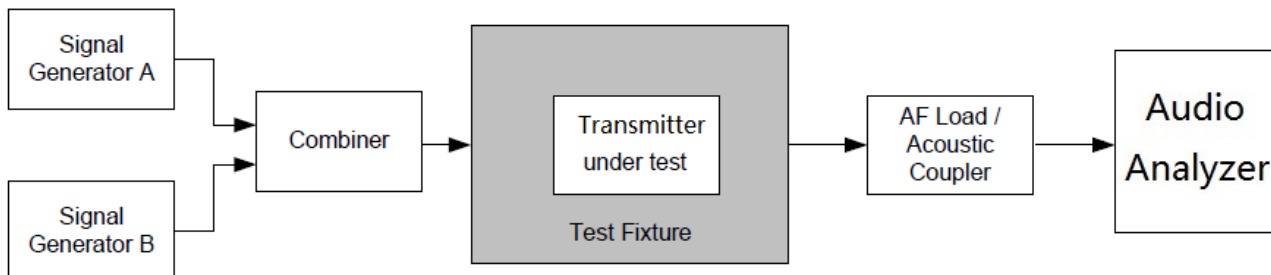 Signal
Generator A
Signal
Generator B
Combiner
Transmitter
under test
Test Fixture
AF Load /
Acoustic
Coupler
Audio
Analyzer